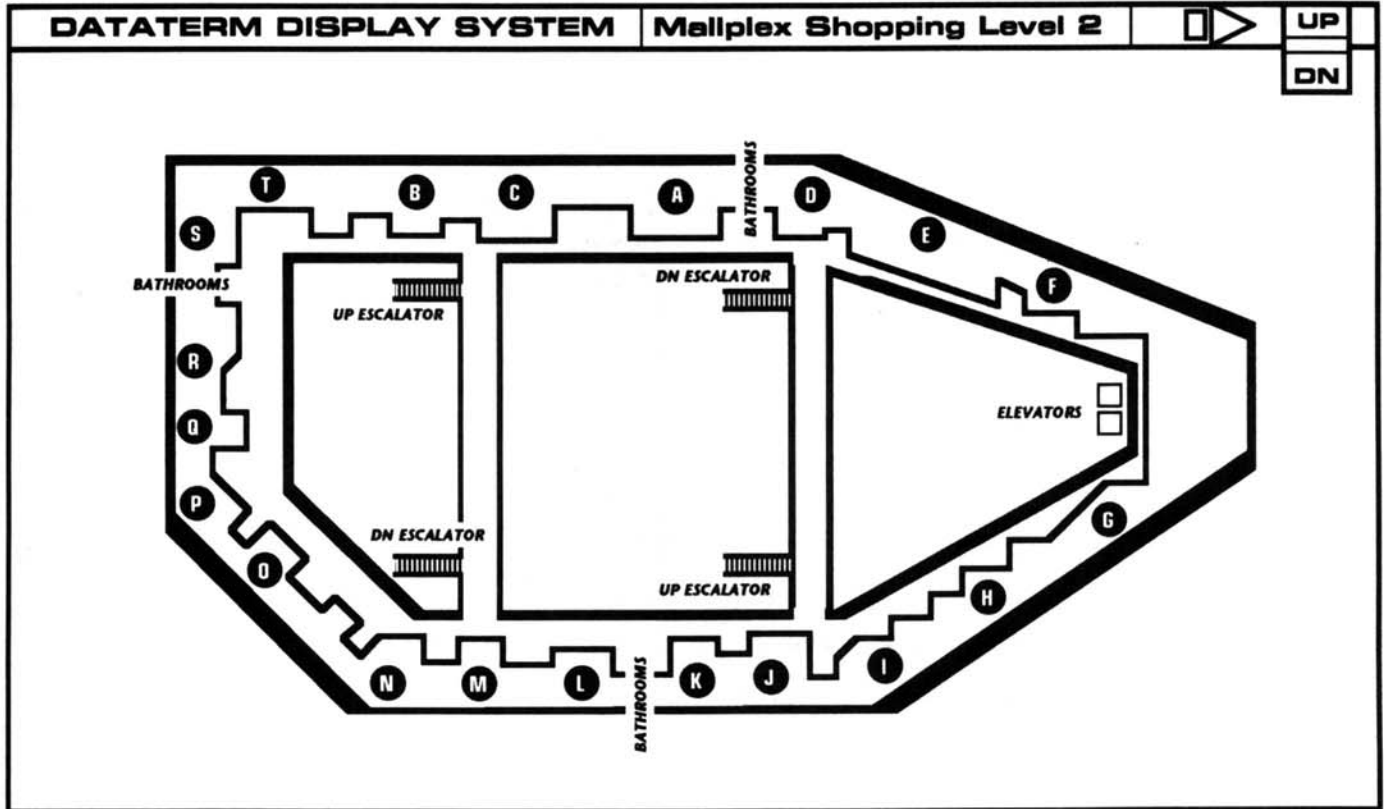 DATATERM DISPLAY SYSTEM
Mallplex Shopping Level 2
UP
DN
T
B
C
A
BATHROOMS
D
S
E
BATHROOMS
UP ESCALATOR
DN ESCALATOR
F
R
Q
ELEVATORS
P
G
DN ESCALATOR
UP ESCALATOR
O
H
I
N
M
L
BATHROOMS
K
J